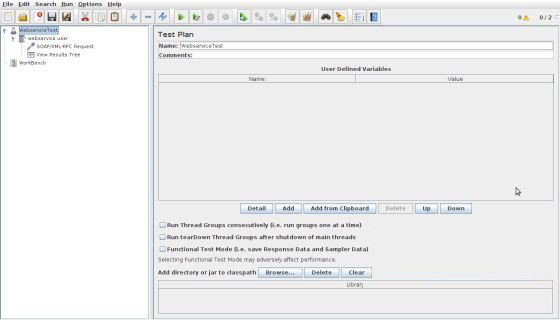 File Edit Search Run Options Help
0 0 / 2
WebserviceTest
Webservice user
SOAP/XML-RPC Request
View Results Tree
WorkBench
Test Plan
Name: WebserviceTest
Comments:
User Defined Variables
Name: Value
Detail Add Add from Clipboard Delete Up Down
Run Thread Groups consecutively (i.e. run groups one at a time)
Run tearDown Thread Groups after shutdown of main threads
Functional Test Mode (i.e. save Response Data and Sampler Data)
Selecting Functional Test Mode may adversely affect performance.
Add directory or jar to classpath Browse... Delete Clear
Library